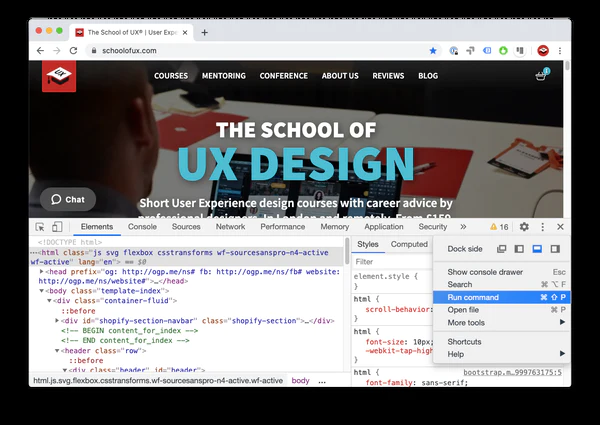 The School of UX® | User Expe
schoolofux.com
UX
COURSES MENTORING CONFERENCE ABOUT US REVIEWS BLOG
THE SCHOOL OF
UX DESIGN
Short User Experience design courses with career advice by
professional designers. In London and remotely. From £159
Chat
Elements Console Sources Network Performance Memory Application Security » 16
<!DOCTYPE html>
⋯<html class="js svg flexbox csstransforms wf-sourcesanspro-n4-active
wf-active" lang="en"> == $0
<head prefix="og: http://ogp.me/ns# fb: http://ogp.me/ns/fb# website:
http://ogp.me/ns/website#">…</head>
<body class="template-index">
<div class="container-fluid">
::before
<div id="shopify-section-navbar" class="shopify-section">…</div>
<!-- BEGIN content_for_index -->
<!-- END content_for_index -->
<header class="row">
::before
<div class="header" id="header">
html.js.svg.flexbox.csstransforms.wf-sourcesanspro-n4-active.wf-active body ...
Styles Computed
Filter
element.style {
}
html {
scroll-behavior:
}
html {
font-size: 10px;
-webkit-tap-high
}
html { bootstrap.m…999763175:5
font-family: sans-serif;
Dock side
Show console drawer Esc
Search ⌘ ⌥ F
Run command ⌘ ⇧ P
Open file ⌘ P
More tools
Shortcuts
Help